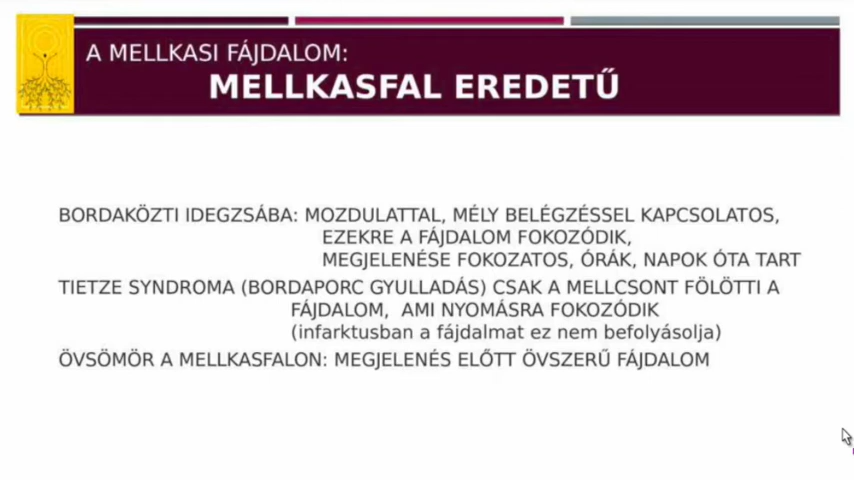 A MELLKASI FÁJDALOM:
MELLKASFAL EREDETŰ
BORDAKÖZTI IDEGZSÁBA: MOZDULATTAL, MÉLY BELÉGZÉSSEL KAPCSOLATOS,
EZEKRE A FÁJDALOM FOKOZÓDIK,
MEGJELENÉSE FOKOZATOS, ÓRÁK, NAPOK ÓTA TART
TIETZE SYNDROMA (BORDAPORC GYULLADÁS) CSAK A MELLCSONT FÖLÖTTI A
FÁJDALOM, AMI NYOMÁSRA FOKOZÓDIK
(infarktusban a fájdalmat ez nem befolyásolja)
ÖVSÖMÖR A MELLKASFALON: MEGJELENÉS ELŐTT ÖVSZERŰ FÁJDALOM